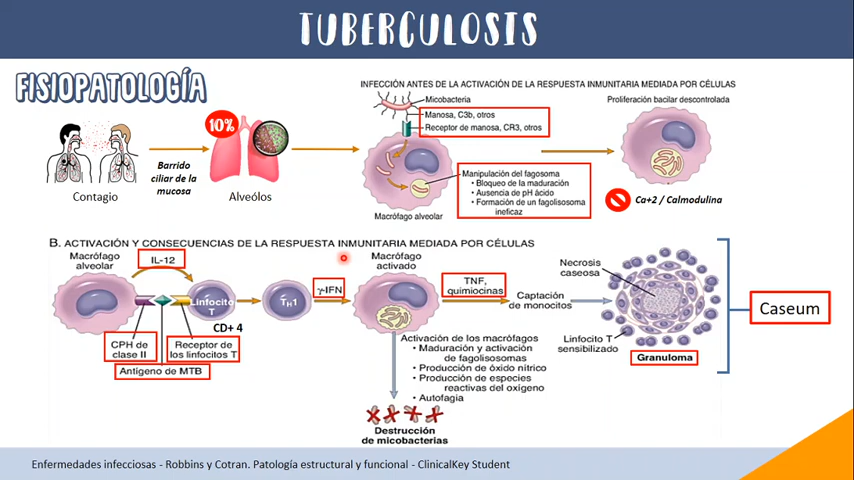 TUBERCULOSIS
FISIOPATOLOGÍA
INFECCIÓN ANTES DE LA ACTIVACIÓN DE LA RESPUESTA INMUNITARIA MEDIADA POR CÉLULAS
Micobacteria
Manosa, C3b, otros
Receptor de manosa, CR3, otros
Proliferación bacilar descontrolada
10%
Barrido
ciliar de la
mucosa
Contagio
Alveólos
Manipulación del fagosoma
• Bloqueo de la maduración
• Ausencia de pH ácido
• Formación de un fagolisosoma
ineficaz
Macrófago alveolar
Ca+2 / Calmodulina
B. ACTIVACIÓN Y CONSECUENCIAS DE LA RESPUESTA INMUNITARIA MEDIADA POR CÉLULAS
Macrófago
alveolar
IL-12
Linfocito
T
CD+ 4
TH1
γ-IFN
Macrófago
activado
TNF,
quimiocinas
Captación
de monocitos
Necrosis
caseosa
Linfocito T
sensibilizado
Granuloma
Caseum
CPH de
clase II
Receptor de
los linfocitos T
Antigeno de MTB
Activación de los macrófagos
• Maduración y activación
de fagolisosomas
• Producción de óxido nítrico
• Producción de especies
reactivas del oxígeno
• Autofagia
Destrucción
de micobacterias
Enfermedades infecciosas - Robbins y Cotran. Patología estructural y funcional - ClinicalKey Student